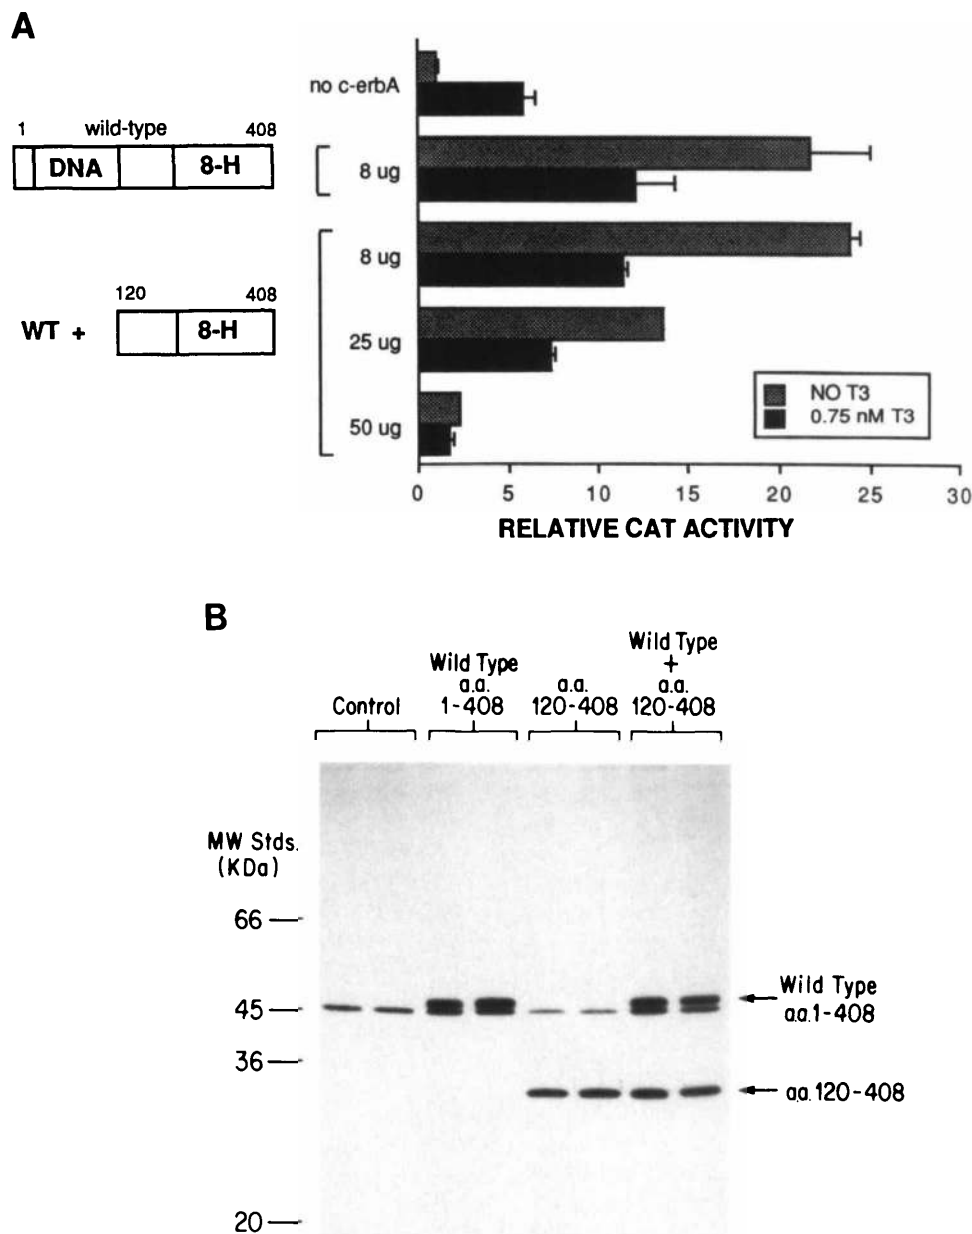 A
no c-erbA
1 wild-type 408
DNA 8-H
8 ug
8 ug
120 408
WT + 8-H
25 ug
50 ug
NO T3
0.75 nM T3
0 5 10 15 20 25 30
RELATIVE CAT ACTIVITY
B
Control
Wild Type
a.a.
1-408
a.a.
120-408
Wild Type
+
a.a.
120-408
MW Stds.
(KDa)
66
45
36
20
Wild Type
a.a.1-408
a.a.120-408